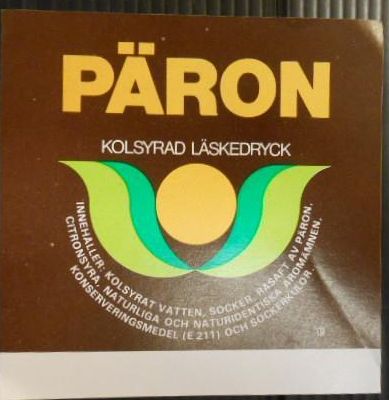 PÄRON
KOLSYRAD LÄSKEDRYCK
INNEHÅLLER: KOLSYRAT VATTEN, SOCKER, RÅSAFT AV PÄRON.
CITRONSYRA. NATURLIGA OCH NATURIDENTISKA AROMÄMNEN.
KONSERVERINGSMEDEL (E 211) OCH SOCKERKULÖR.